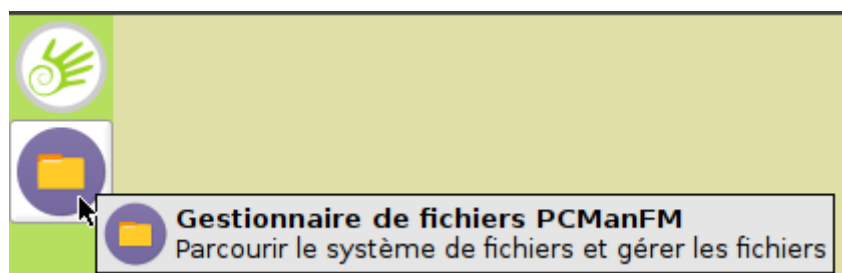 Gestionnaire de fichiers PCManFM
Parcourir le système de fichiers et gérer les fichiers